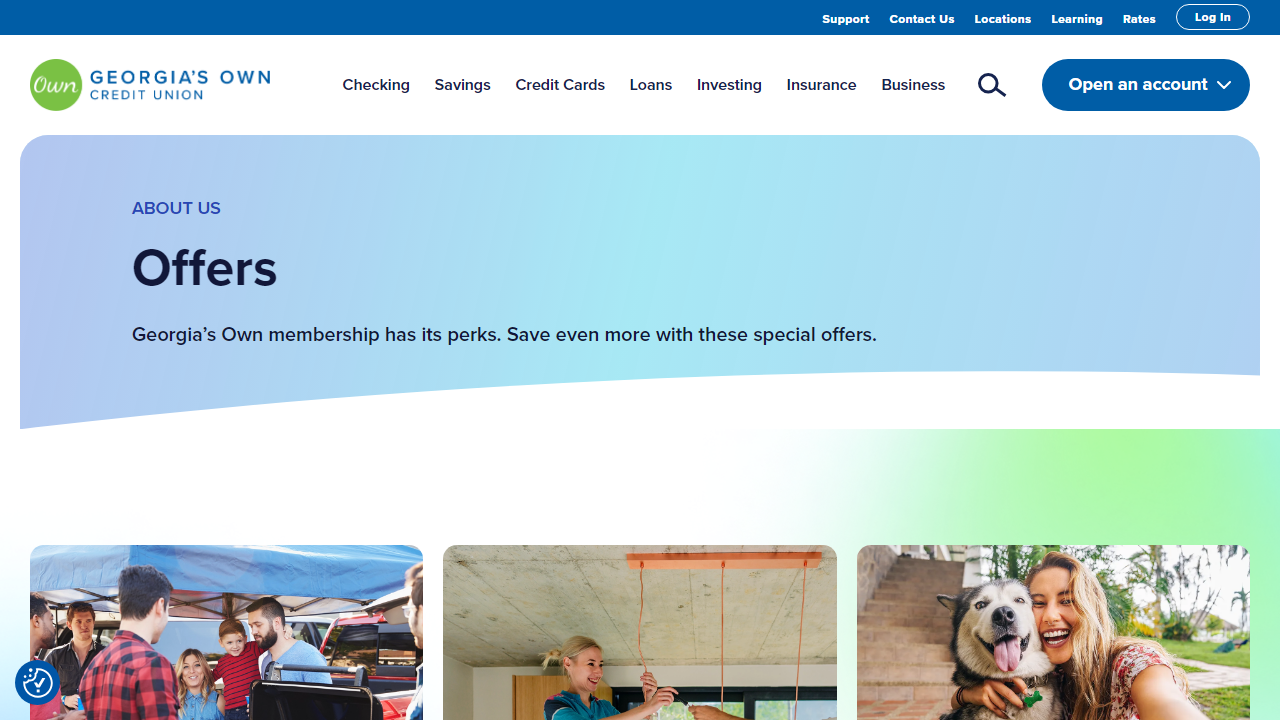 Support Contact Us Locations Learning Rates Log In
Own GEORGIA'S OWN
CREDIT UNION
Checking Savings Credit Cards Loans Investing Insurance Business Open an account
ABOUT US
Offers
Georgia’s Own membership has its perks. Save even more with these special offers.